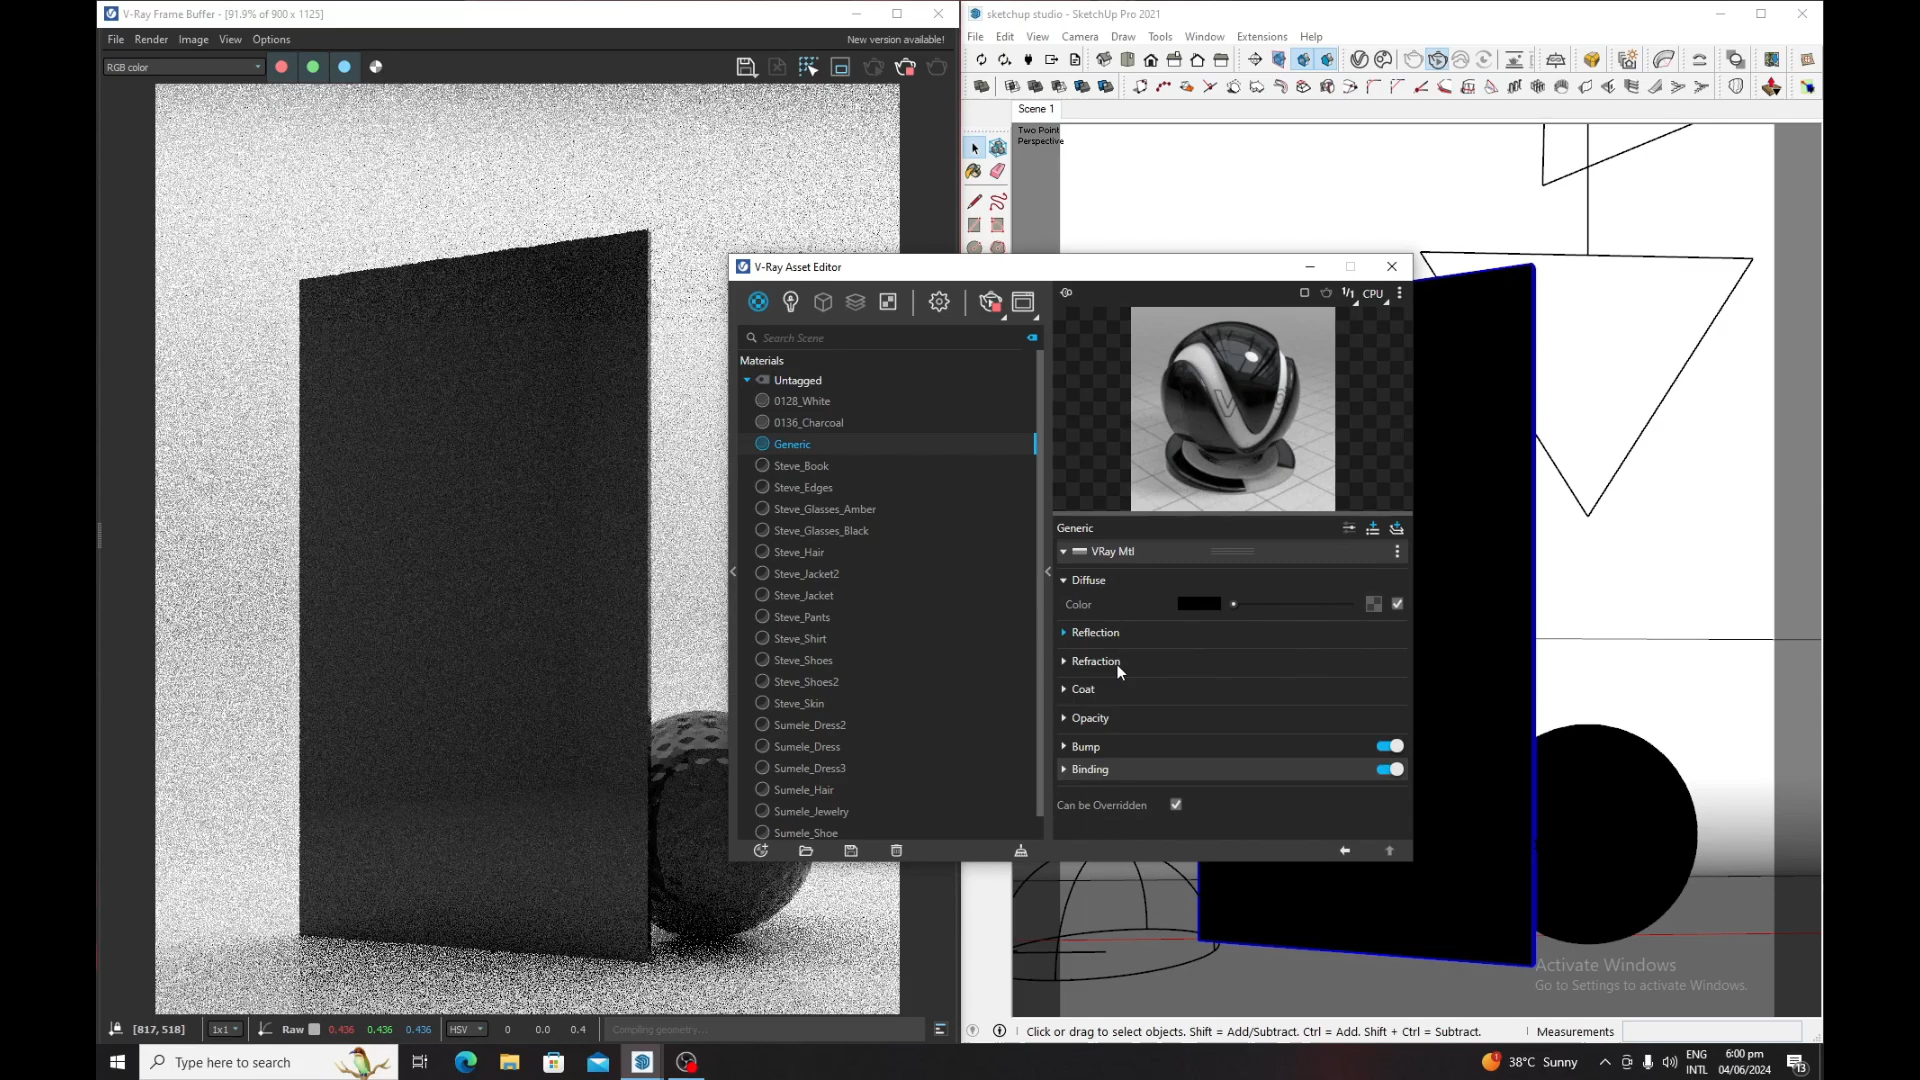 V-Ray Frame Buffer - [91.9% of 900 x 1125]
File Render Image View Options
New version available!
RGB color
[817, 518]
1x1
Raw
0.436 0.436 0.436
HSV
0 0.0 0.4
Compiling geometry...
sketchup studio - SketchUp Pro 2021
File Edit View Camera Draw Tools Window Extensions Help
Scene 1
Two Point
Perspective
V-Ray Asset Editor
Search Scene
Materials
Untagged
0128_White
0136_Charcoal
Generic
Steve_Book
Steve_Edges
Steve_Glasses_Amber
Steve_Glasses_Black
Steve_Hair
Steve_Jacket2
Steve_Jacket
Steve_Pants
Steve_Shirt
Steve_Shoes
Steve_Shoes2
Steve_Skin
Sumele_Dress2
Sumele_Dress
Sumele_Dress3
Sumele_Hair
Sumele_Jewelry
Sumele_Shoe
1/1
CPU
Generic
VRay Mtl
Diffuse
Color
Reflection
Refraction
Coat
Opacity
Bump
Binding
Can be Overridden
Activate Windows
Go to Settings to activate Windows.
Click or drag to select objects. Shift = Add/Subtract. Ctrl = Add. Shift + Ctrl = Subtract.
Measurements
Type here to search
1
38°C Sunny
ENG
INTL
6:00 pm
04/06/2024
13